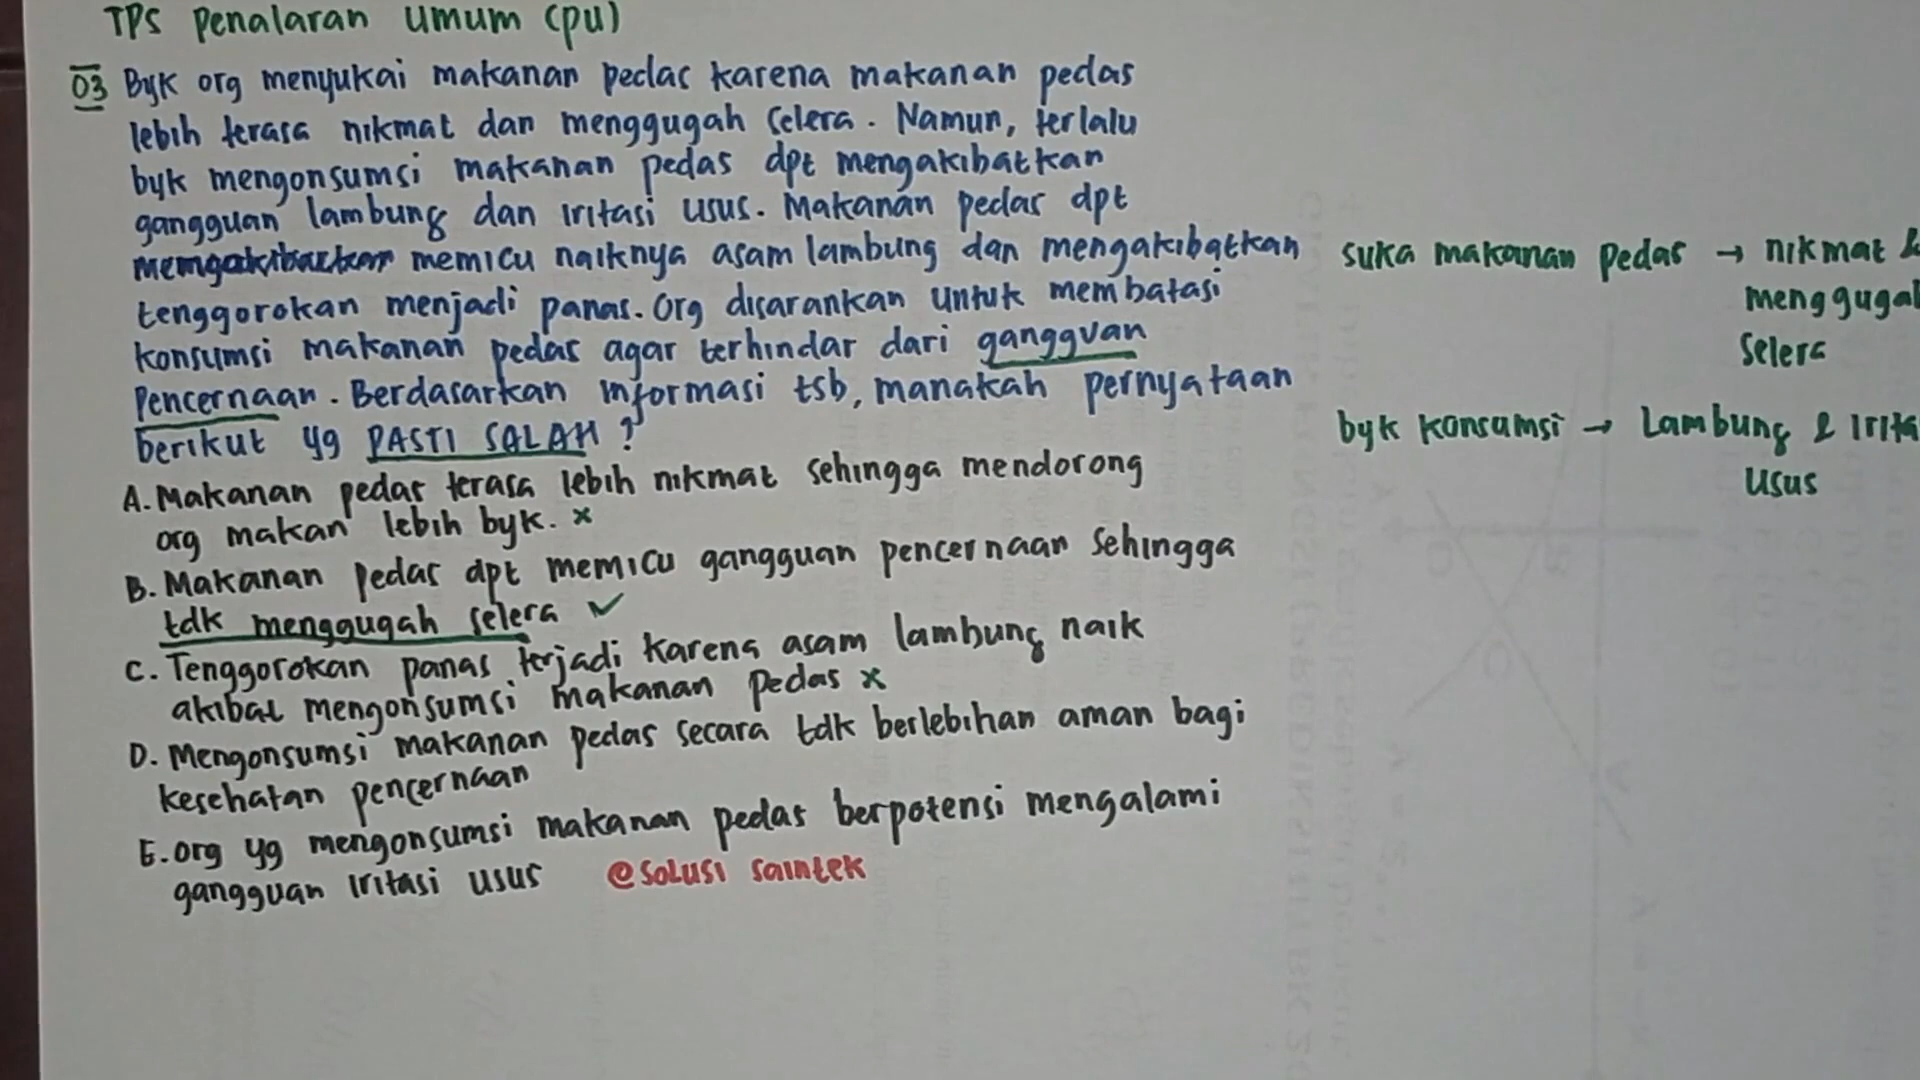 TPS Penalaran Umum (PU)
03 Byk org menyukai makanan pedas karena makanan pedas
lebih terasa nikmat dan menggugah selera. Namun, terlalu
byk mengonsumsi makanan pedas dpt mengakibatkan
gangguan lambung dan iritasi usus. Makanan pedas dpt
memicu naiknya asam lambung dan mengakibatkan
tenggorokan menjadi panas. Org disarankan untuk membatasi
konsumsi makanan pedas agar terhindar dari gangguan
Pencernaan. Berdasarkan informasi tsb, manakah pernyataan
berikut yg PASTI SALAH?
A. Makanan pedas terasa lebih nikmat sehingga mendorong
org makan lebih byk. x
B. Makanan pedas dpt memicu gangguan pencernaan sehingga
tdk menggugah selera ✓
C. Tenggorokan panas terjadi karena asam lambung naik
akibat mengonsumsi makanan pedas x
D. Mengonsumsi makanan pedas secara tdk berlebihan aman bagi
kesehatan pencernaan
E. org yg mengonsumsi makanan pedas berpotensi mengalami
gangguan iritasi usus
@solusi saintek
suka makanan pedas → nikmat &
menggugah
selera
byk konsumsi → Lambung & irita
usus